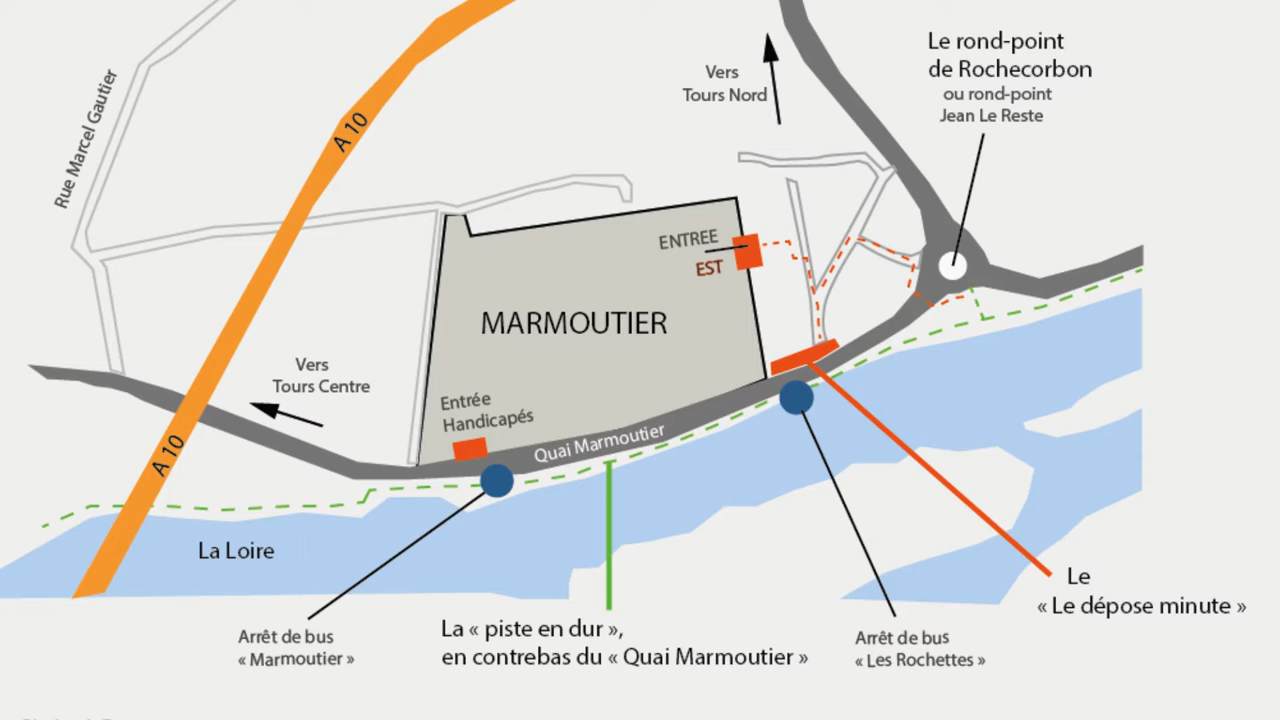 Le rond-point
de Rochecorbon
ou rond-point
Jean Le Reste
Vers
Tours Nord
Rue Marcel Gautier
A 10
ENTREE
EST
MARMOUTIER
Vers
Tours Centre
Entrée
Handicapés
Quai Marmoutier
A 10
La Loire
Le
« Le dépose minute »
Arrêt de bus
« Marmoutier »
La « piste en dur »,
en contrebas du « Quai Marmoutier »
Arrêt de bus
« Les Rochettes »